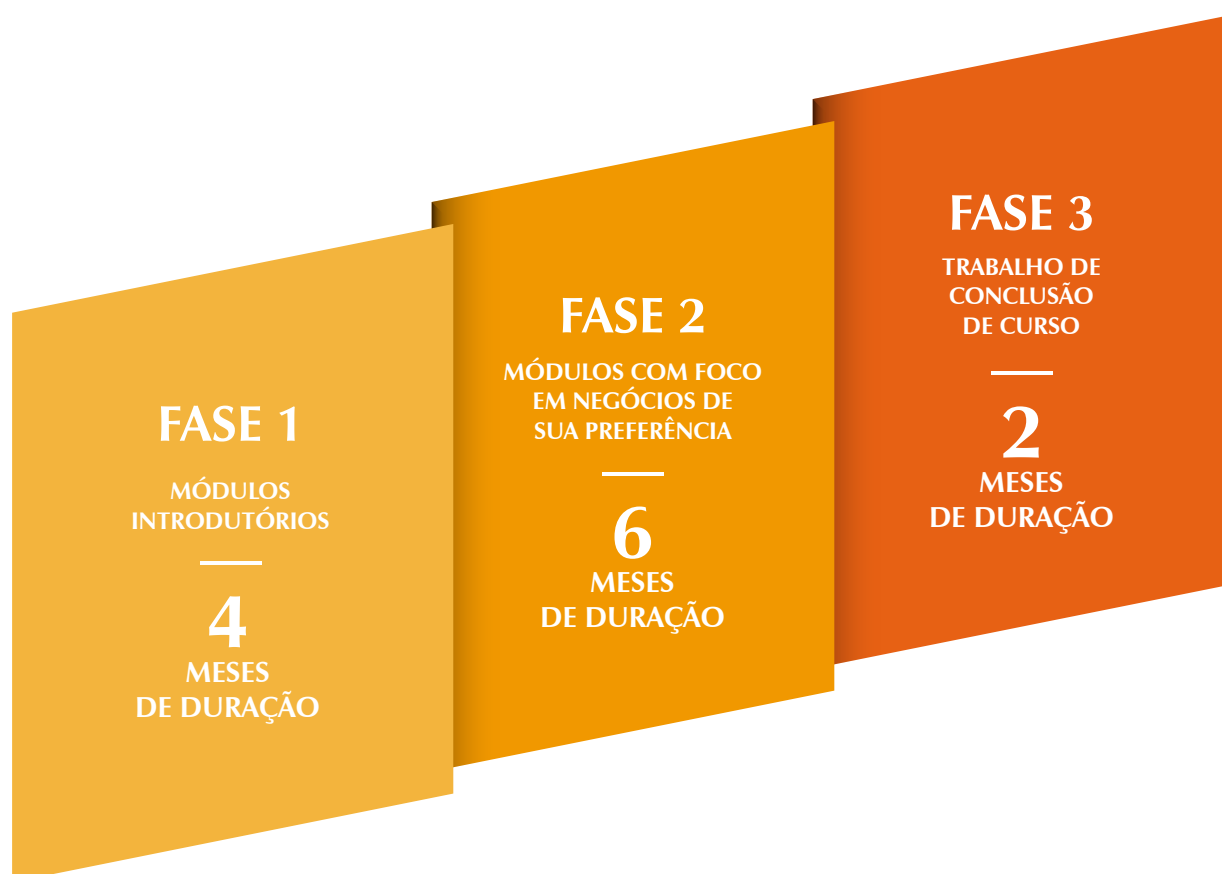 FASE 1
MÓDULOS
INTRODUTÓRIOS
4
MESES
DE DURAÇÃO
FASE 2
MÓDULOS COM FOCO
EM NEGÓCIOS DE
SUA PREFERÊNCIA
6
MESES
DE DURAÇÃO
FASE 3
TRABALHO DE
CONCLUSÃO
DE CURSO
2
MESES
DE DURAÇÃO